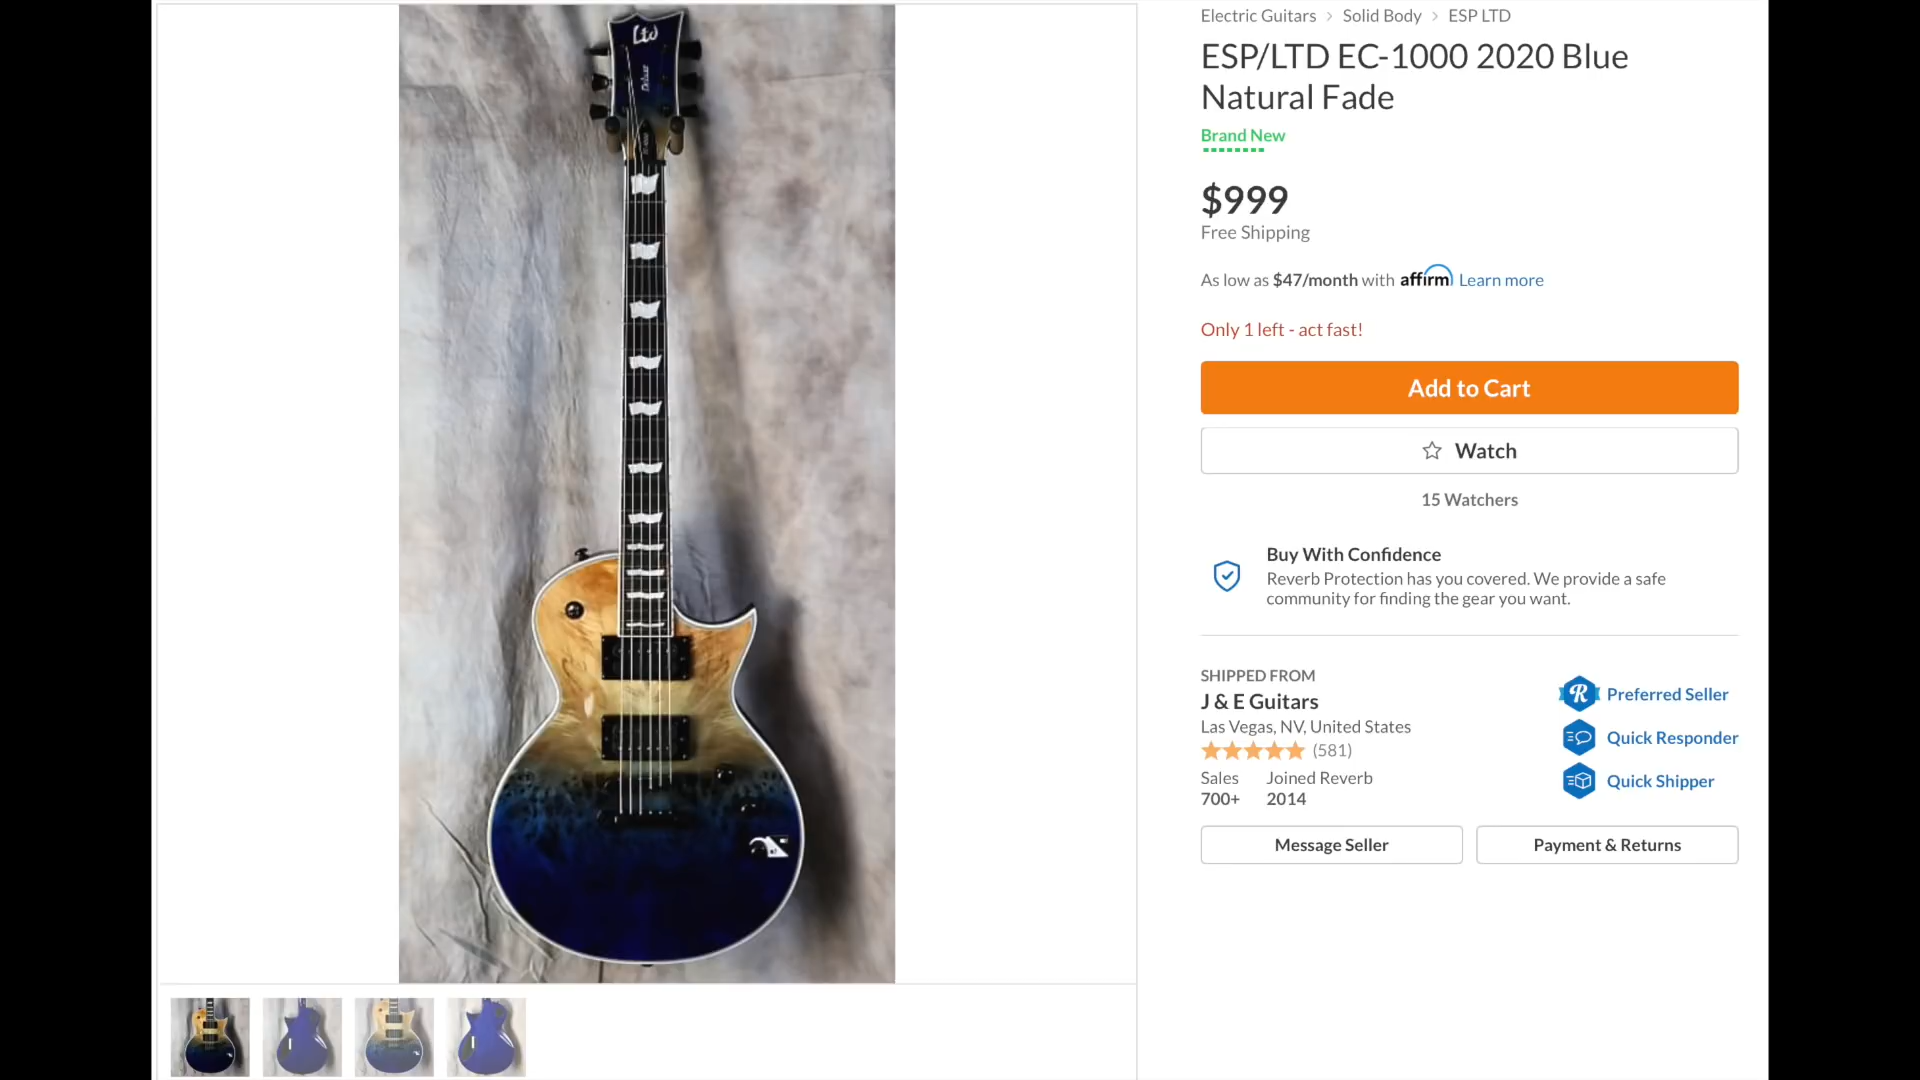 Ltd
Deluxe
Electric Guitars > Solid Body > ESP LTD
ESP/LTD EC-1000 2020 Blue
Natural Fade
Brand New
$999
Free Shipping
As low as $47/month with affirm Learn more
Only 1 left - act fast!
Add to Cart
Watch
15 Watchers
Buy With Confidence
Reverb Protection has you covered. We provide a safe
community for finding the gear you want.
SHIPPED FROM
J & E Guitars
Las Vegas, NV, United States
(581)
Sales Joined Reverb
700+ 2014
Preferred Seller
Quick Responder
Quick Shipper
Message Seller
Payment & Returns